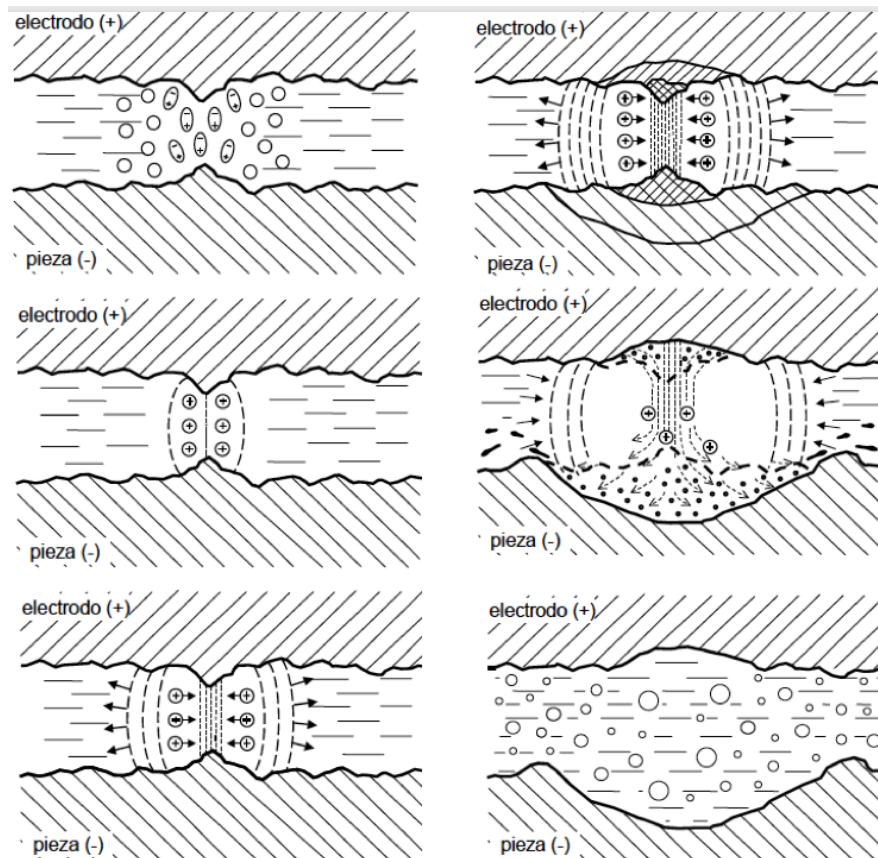 electrodo (+)
pieza (-)
electrodo (+)
pieza (-)
electrodo (+)
pieza (-)
electrodo (+)
pieza (-)
electrodo (+)
pieza (-)
electrodo (+)
pieza (-)